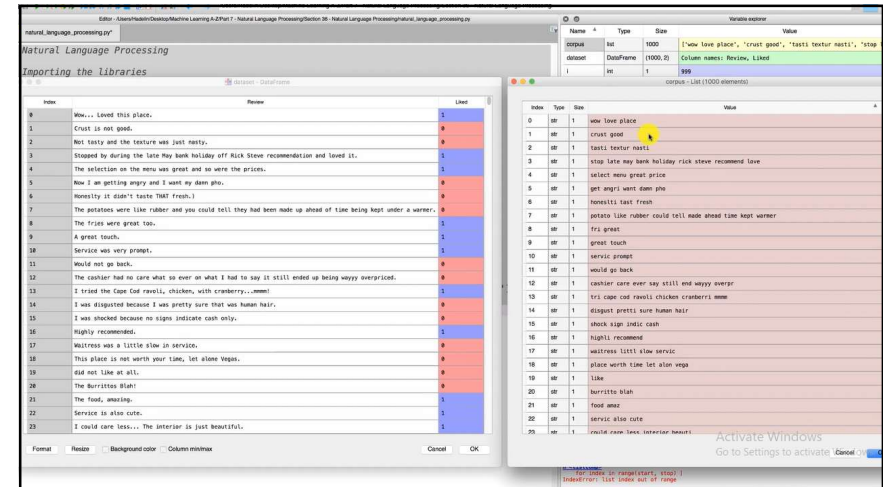 Editor - /Users/Hadelin/Desktop/Machine Learning A-Z/Part 7 - Natural Language Processing/Section 36 - Natural Language Processing/natural_language_processing.py
natural_language_processing.py*
Natural Language Processing
Importing the libraries
Variable explorer
Name Type Size Value
corpus list 1000 ['wow love place', 'crust good', 'tasti textur nasti', 'stop
dataset DataFrame (1000, 2) Column names: Review, Liked
i int 1 999
dataset - DataFrame
Index Review Liked
0 Wow... Loved this place. 1
1 Crust is not good. 0
2 Not tasty and the texture was just nasty. 0
3 Stopped by during the late May bank holiday off Rick Steve recommendation and loved it. 1
4 The selection on the menu was great and so were the prices. 1
5 Now I am getting angry and I want my damn pho. 0
6 Honeslty it didn't taste THAT fresh.) 0
7 The potatoes were like rubber and you could tell they had been made up ahead of time being kept under a warmer. 0
8 The fries were great too. 1
9 A great touch. 1
10 Service was very prompt. 1
11 Would not go back. 0
12 The cashier had no care what so ever on what I had to say it still ended up being wayyy overpriced. 0
13 I tried the Cape Cod ravoli, chicken, with cranberry...mmmm! 1
14 I was disgusted because I was pretty sure that was human hair. 0
15 I was shocked because no signs indicate cash only. 0
16 Highly recommended. 1
17 Waitress was a little slow in service. 0
18 This place is not worth your time, let alone Vegas. 0
19 did not like at all. 0
20 The Burrittos Blah! 0
21 The food, amazing. 1
22 Service is also cute. 1
23 I could care less... The interior is just beautiful. 1
Format Resize Background color Column min/max Cancel OK
corpus - List (1000 elements)
Index Type Size Value
0 str 1 wow love place
1 str 1 crust good
2 str 1 tasti textur nasti
3 str 1 stop late may bank holiday rick steve recommend love
4 str 1 select menu great price
5 str 1 get angri want damn pho
6 str 1 honeslti tast fresh
7 str 1 potato like rubber could tell made ahead time kept warmer
8 str 1 fri great
9 str 1 great touch
10 str 1 servic prompt
11 str 1 would go back
12 str 1 cashier care ever say still end wayyy overpr
13 str 1 tri cape cod ravoli chicken cranberri mmmm
14 str 1 disgust pretti sure human hair
15 str 1 shock sign indic cash
16 str 1 highli recommend
17 str 1 waitress littl slow servic
18 str 1 place worth time let alon vega
19 str 1 like
20 str 1 burritto blah
21 str 1 food amaz
22 str 1 servic also cute
23 str 1 could care less interior beauti
Activate Windows
Go to Settings to activate
Cancel
for index in range(start, stop) ]
IndexError: list index out of range